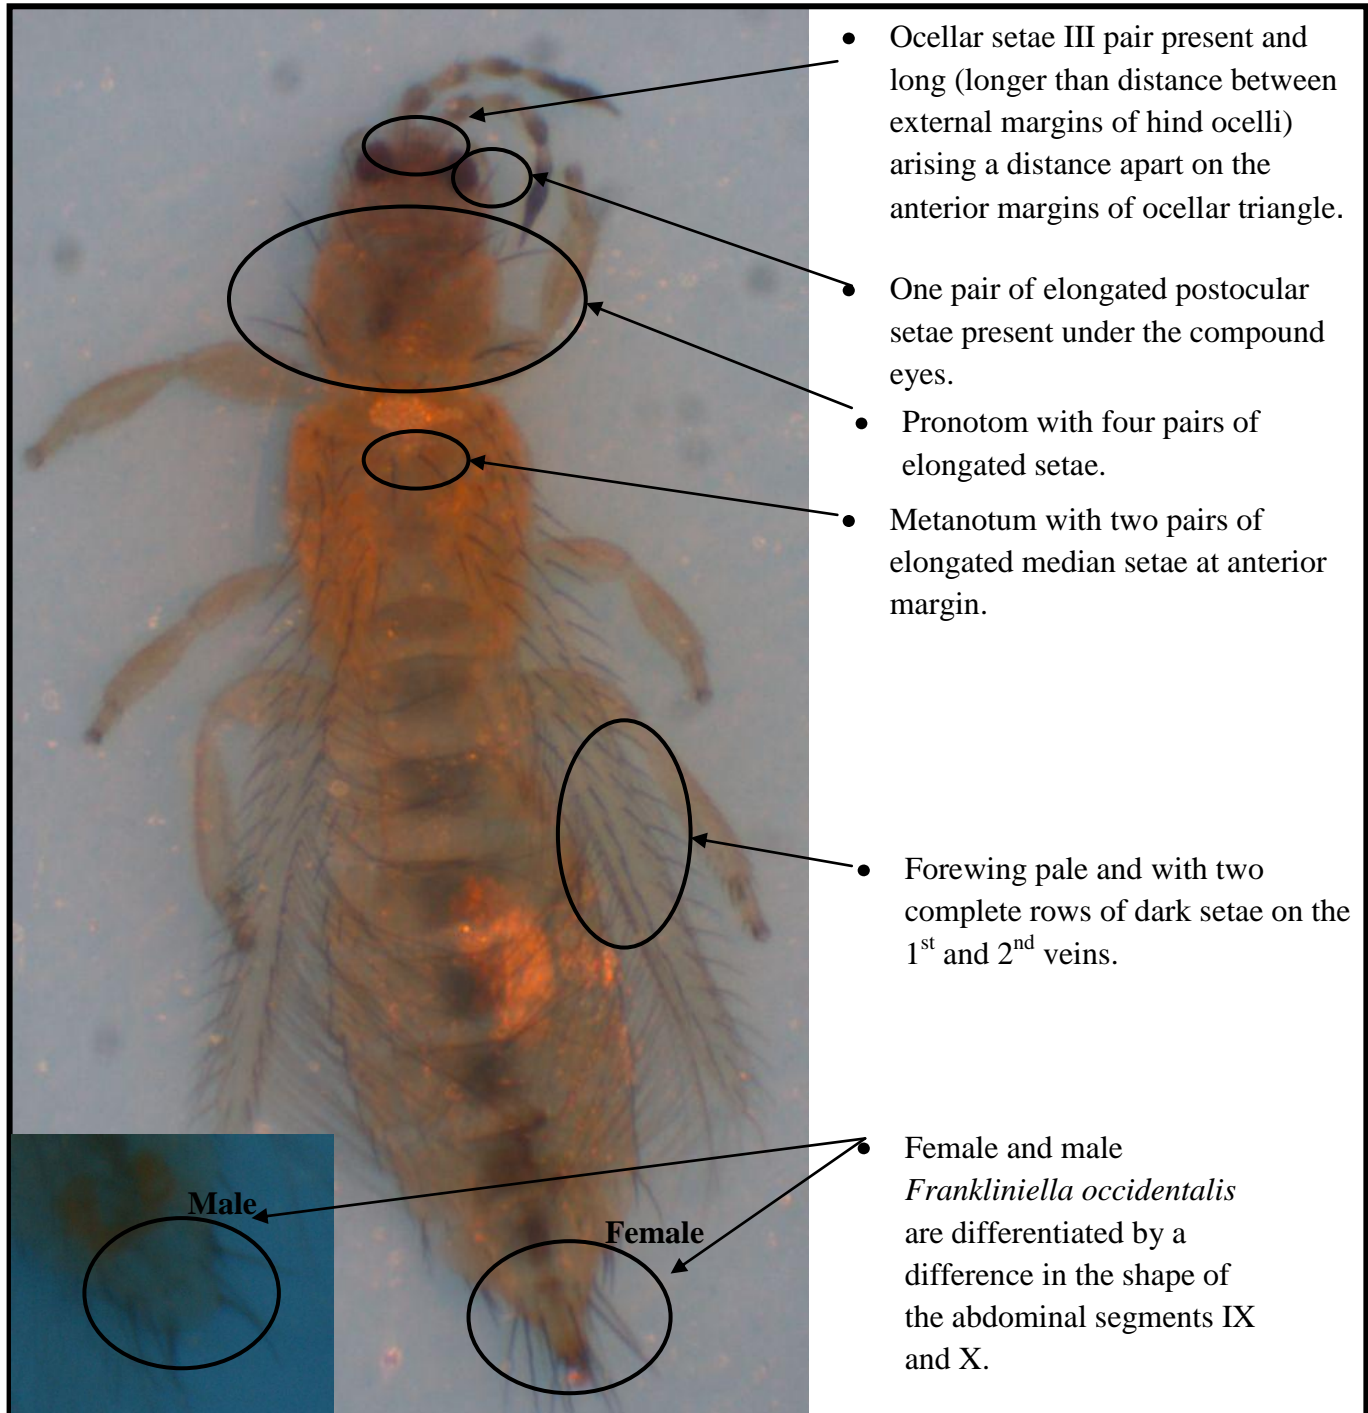 • Ocellar setae III pair present and
long (longer than distance between
external margins of hind ocelli)
arising a distance apart on the
anterior margins of ocellar triangle.
• One pair of elongated postocular
setae present under the compound
eyes.
• Pronotom with four pairs of
elongated setae.
• Metanotum with two pairs of
elongated median setae at anterior
margin.
• Forewing pale and with two
complete rows of dark setae on the
1st and 2nd veins.
• Female and male
Frankliniella occidentalis
are differentiated by a
difference in the shape of
the abdominal segments IX
and X.
Male
Female